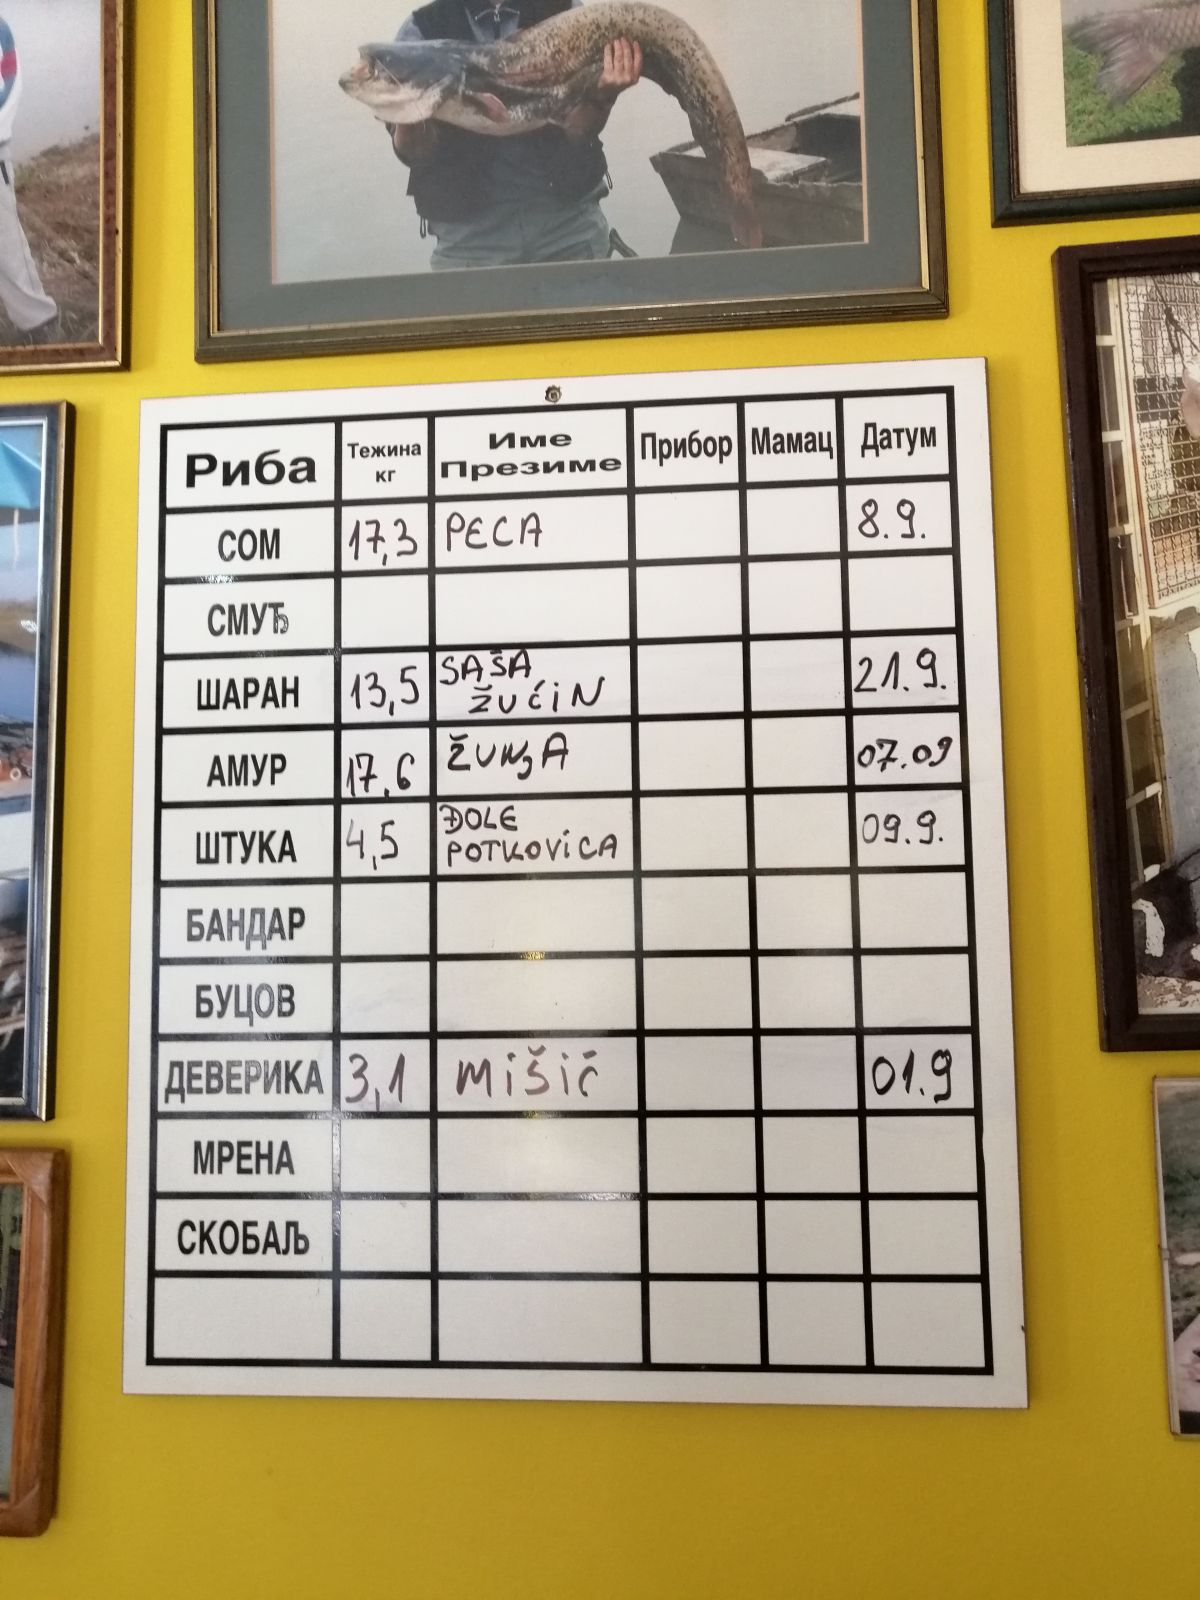 Риба Тежина кг Име Презиме Прибор Мамац Датум
СОМ 17,3 PECA 8.9.
СМУЂ
ШАРАН 13,5 SAŠA ŽUĆIN 21.9.
АМУР 17,6 ŽUNJA 07.09
ШТУКА 4,5 ĐOLE POTKOVICA 09.9.
БАНДАР
БУЦОВ
ДЕВЕРИКА 3,1 MIŠIĆ 01.9
МРЕНА
СКОБАЉ